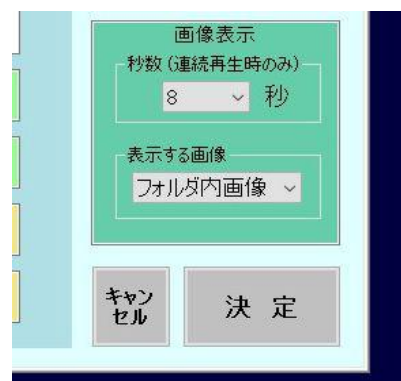 画像表示
秒数(連続再生時のみ)
8 秒
表示する画像
フォルダ内画像
キャン
セル
決 定